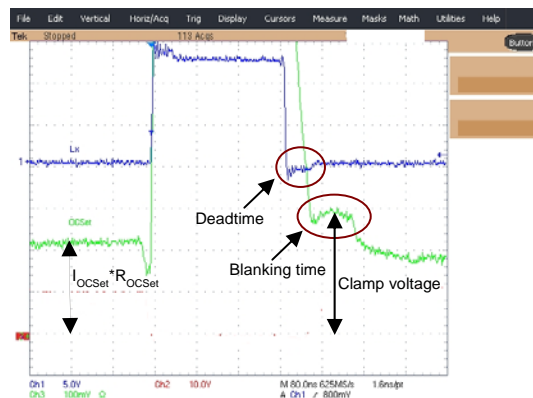 File Edit Vertical Horiz/Acq Trig Display Cursors Measure Masks Math Utilities Help
Tek Stopped 113 Acqs
Button
Lx
1
Deadtime
OCSet
Blanking time
IOCSet*ROCSet
Clamp voltage
Ch1 5.0V Ch2 10.0V M 80.0ns 625MS/s 1.6ns/pt
Ch3 100mV Ω A Ch1 / 800mV